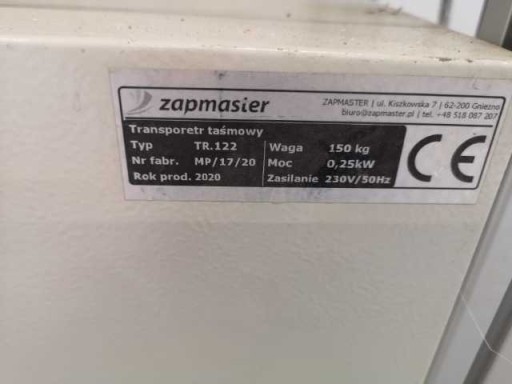 zapmaster
ZAPMASTER | ul. Kiszkowska 7 | 62-200 Gniezno
biuro@zapmaster.pl | tel. +48 518 087 207
Transporetr taśmowy
Typ TR.122 Waga 150 kg
Nr fabr. MP/17/20 Moc 0,25kW
Rok prod. 2020 Zasilanie 230V/50Hz
CE